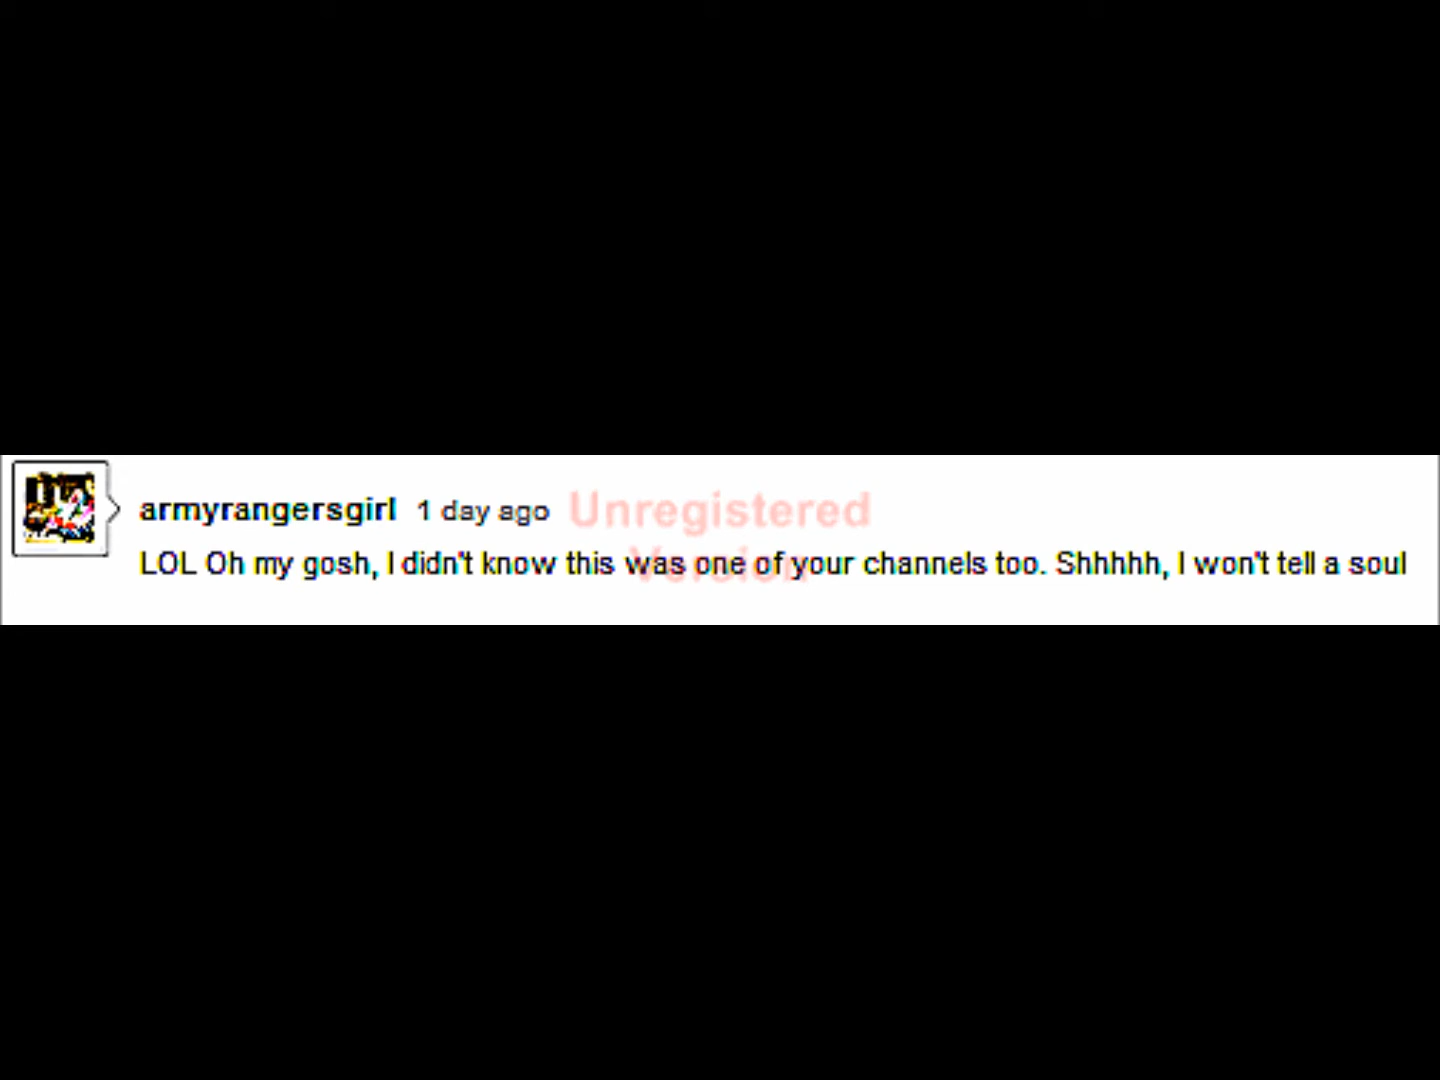 armyrangersgirl 1 day ago
Unregistered
Version
LOL Oh my gosh, I didn't know this was one of your channels too. Shhhhh, I won't tell a soul